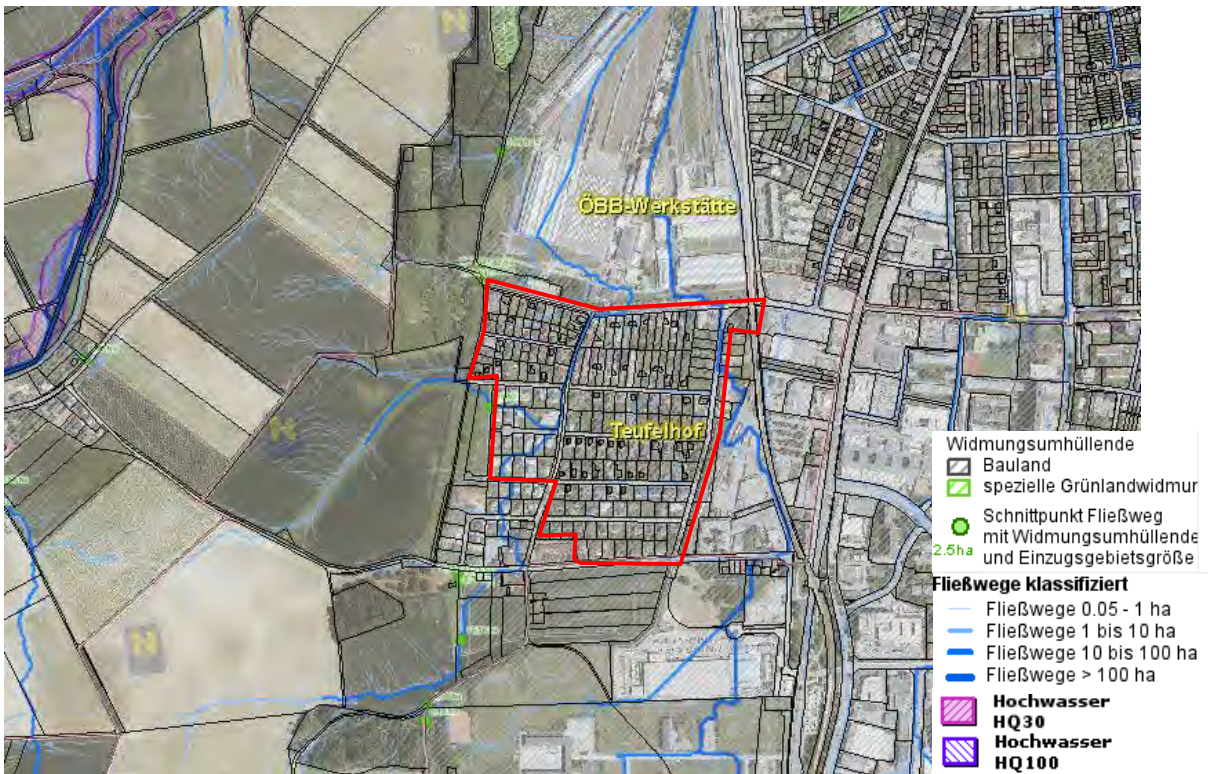 ÖBB-Werkstätte
Teufelhof
Widmungsumhüllende
Bauland
spezielle Grünlandwidmur
Schnittpunkt Fließweg
mit Widmungsumhüllende
2.5ha und Einzugsgebietsgröße
Fließwege klassifiziert
Fließwege 0.05 - 1 ha
Fließwege 1 bis 10 ha
Fließwege 10 bis 100 ha
Fließwege > 100 ha
Hochwasser
HQ30
Hochwasser
HQ100